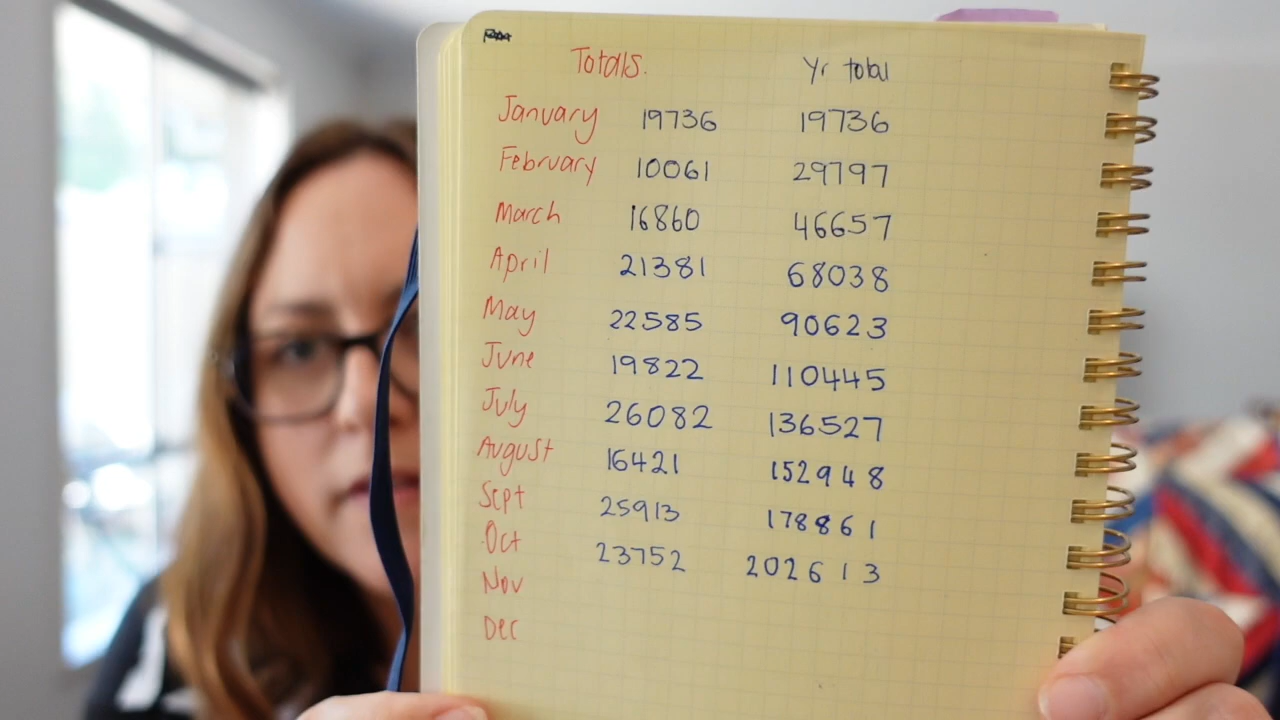 Totals. Yr total
January 19736 19736
February 10061 29797
March 16860 46657
April 21381 68038
May 22585 90623
June 19822 110445
July 26082 136527
August 16421 152948
Sept 25913 178861
Oct 23752 202613
Nov
Dec